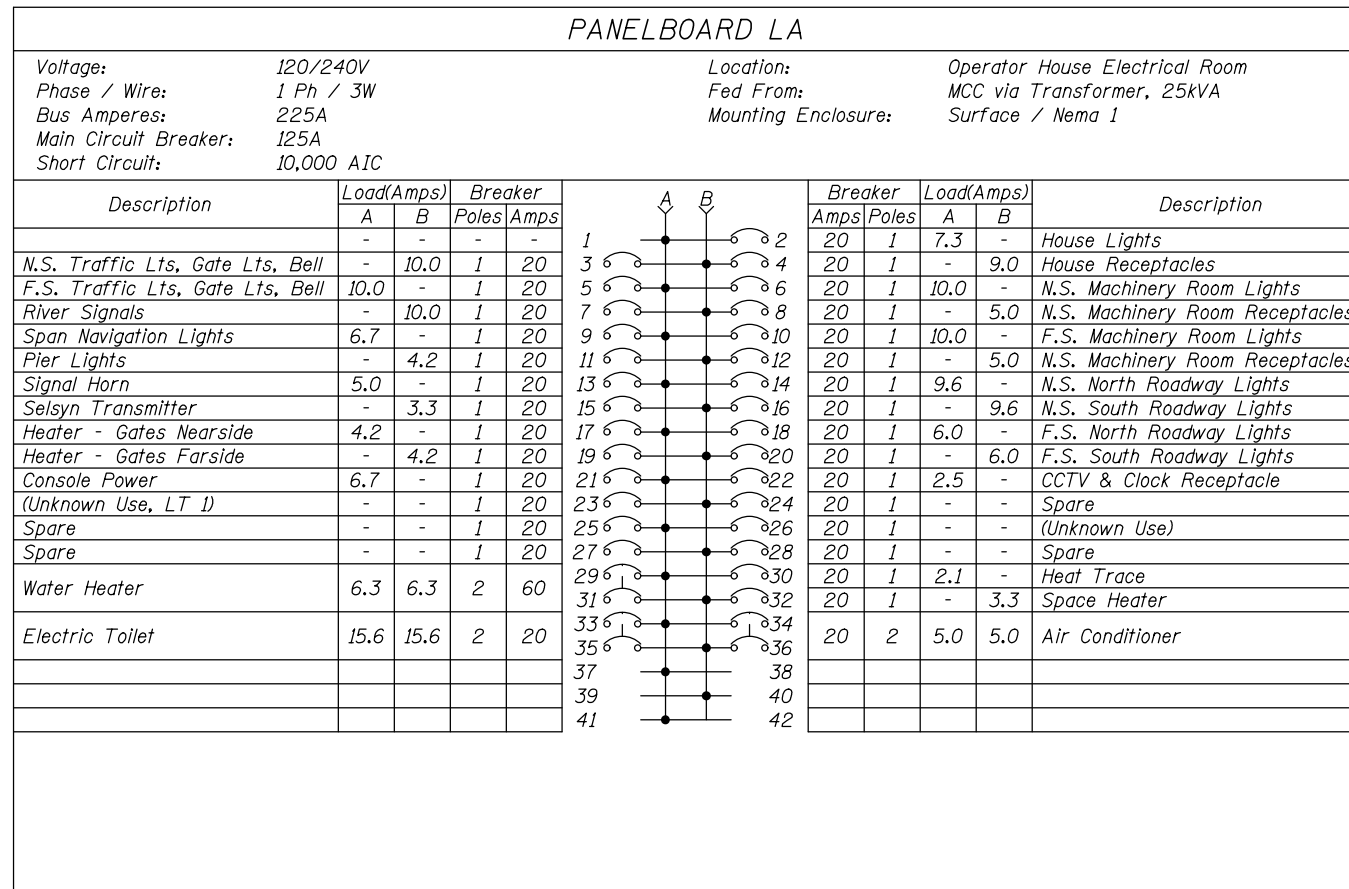 PANELBOARD LA
Voltage: 120/240V Location: Operator House Electrical Room
Phase / Wire: 1 Ph / 3W Fed From: MCC via Transformer, 25kVA
Bus Amperes: 225A Mounting Enclosure: Surface / Nema 1
Main Circuit Breaker: 125A
Short Circuit: 10,000 AIC
Description Load(Amps) Breaker A B Breaker Load(Amps) Description
A B Poles Amps Amps Poles A B
- - - - 1 2 20 1 7.3 - House Lights
N.S. Traffic Lts, Gate Lts, Bell - 10.0 1 20 3 4 20 1 - 9.0 House Receptacles
F.S. Traffic Lts, Gate Lts, Bell 10.0 - 1 20 5 6 20 1 10.0 - N.S. Machinery Room Lights
River Signals - 10.0 1 20 7 8 20 1 - 5.0 N.S. Machinery Room Receptacles
Span Navigation Lights 6.7 - 1 20 9 10 20 1 10.0 - F.S. Machinery Room Lights
Pier Lights - 4.2 1 20 11 12 20 1 - 5.0 N.S. Machinery Room Receptacles
Signal Horn 5.0 - 1 20 13 14 20 1 9.6 - N.S. North Roadway Lights
Selsyn Transmitter - 3.3 1 20 15 16 20 1 - 9.6 N.S. South Roadway Lights
Heater - Gates Nearside 4.2 - 1 20 17 18 20 1 6.0 - F.S. North Roadway Lights
Heater - Gates Farside - 4.2 1 20 19 20 20 1 - 6.0 F.S. South Roadway Lights
Console Power 6.7 - 1 20 21 22 20 1 2.5 - CCTV & Clock Receptacle
(Unknown Use, LT 1) - - 1 20 23 24 20 1 - - Spare
Spare - - 1 20 25 26 20 1 - - (Unknown Use)
Spare - - 1 20 27 28 20 1 - - Spare
Water Heater 6.3 6.3 2 60 29 30 20 1 2.1 - Heat Trace
31 32 20 1 - 3.3 Space Heater
Electric Toilet 15.6 15.6 2 20 33 34 20 2 5.0 5.0 Air Conditioner
35 36
37 38
39 40
41 42